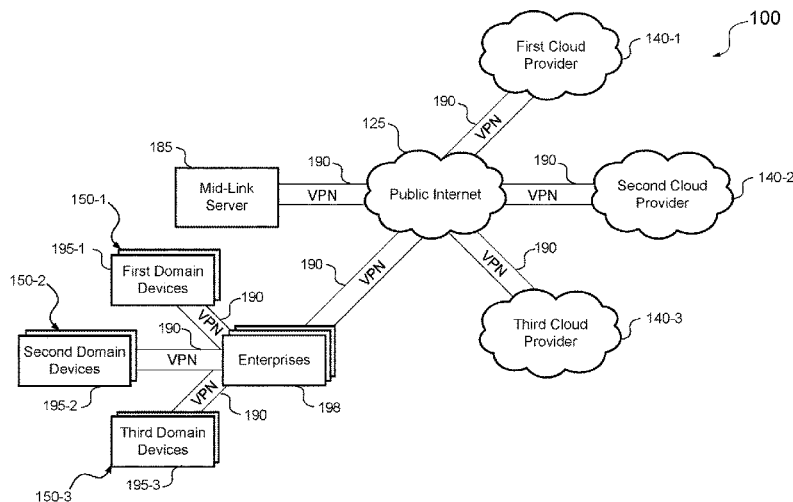 100
First Cloud
Provider
140-1
190
VPN
125
185
190
Mid-Link
Server
VPN
Public Internet
190
VPN
Second Cloud
Provider
140-2
150-1
195-1
First Domain
Devices
190
VPN
190
VPN
190
VPN
Third Cloud
Provider
140-3
150-2
Second Domain
Devices
195-2
190
VPN
Enterprises
198
VPN
190
Third Domain
Devices
195-3
150-3